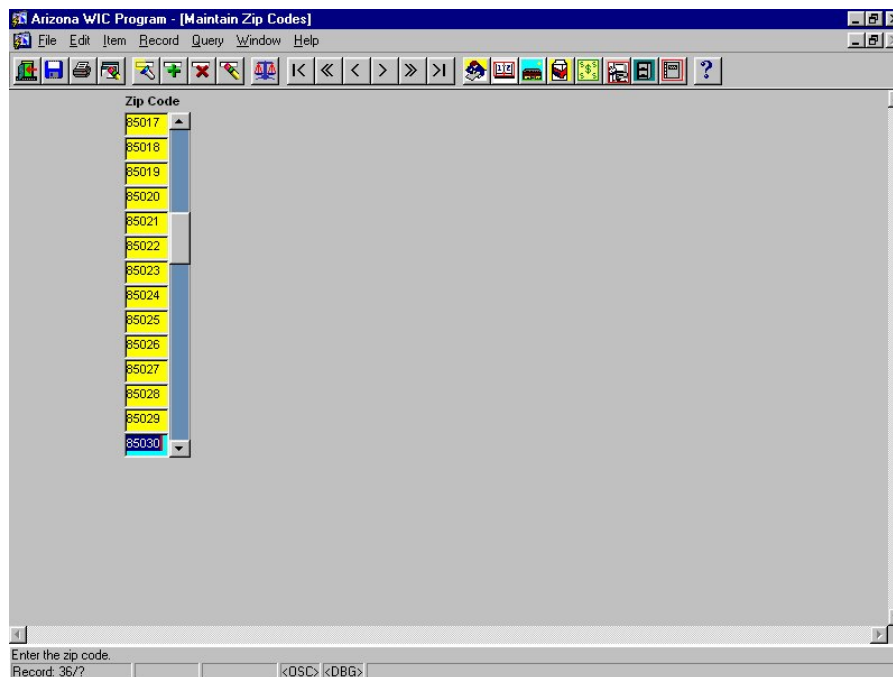 Arizona WIC Program - [Maintain Zip Codes]
File Edit Item Record Query Window Help
Zip Code
85017
85018
85019
85020
85021
85022
85023
85024
85025
85026
85027
85028
85029
85030
Enter the zip code.
Record: 36/? <OSC> <DBG>